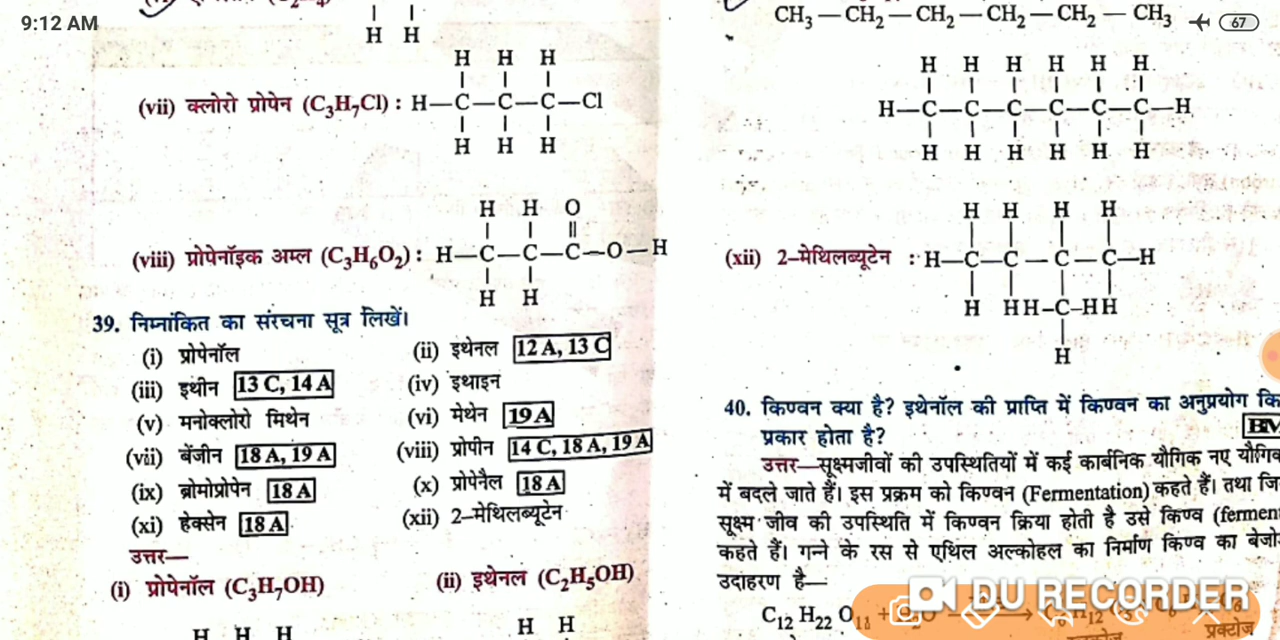 9:12 AM
67
H H
H H H
(vii) क्लोरो प्रोपेन (C₃H₇Cl) : H—C—C—C—Cl
H H H
H H O
(viii) प्रोपेनॉइक अम्ल (C₃H₆O₂) : H—C—C—C—O—H
H H
39. निम्नांकित का संरचना सूत्र लिखें।
(i) प्रोपेनॉल
(ii) इथेनल 12 A, 13 C
(iii) इथीन 13 C, 14 A
(iv) इथाइन
(v) मनोक्लोरो मिथेन
(vi) मेथेन 19 A
(vii) बेंजीन 18 A, 19 A
(viii) प्रोपीन 14 C, 18 A, 19 A
(ix) ब्रोमोप्रोपेन 18 A
(x) प्रोपेनैल 18 A
(xi) हेक्सेन 18 A
(xii) 2–मेथिलब्यूटेन
उत्तर—
(i) प्रोपेनॉल (C₃H₇OH)
(ii) इथेनल (C₂H₅OH)
H H H
H H
CH₃—CH₂—CH₂—CH₂—CH₂—CH₃
H H H H H H
H—C—C—C—C—C—C—H
H H H H H H
H H H H
(xii) 2–मेथिलब्यूटेन : H—C—C—C—C—H
H HH–C–HH
H
40. किण्वन क्या है? इथेनॉल की प्राप्ति में किण्वन का अनुप्रयोग
प्रकार होता है?
उत्तर—सूक्ष्मजीवों की उपस्थितियों में कई कार्बनिक यौगिक नए
में बदले जाते हैं। इस प्रक्रम को किण्वन (Fermentation) कहते हैं। तथा
सूक्ष्म जीव की उपस्थिति में किण्वन क्रिया होती है उसे किण्व (fermen
कहते हैं। गन्ने के रस से एथिल अल्कोहल का निर्माण किण्व का
उदाहरण है—
DU RECORDER
C₁₂ H₂₂ O₁₁ +